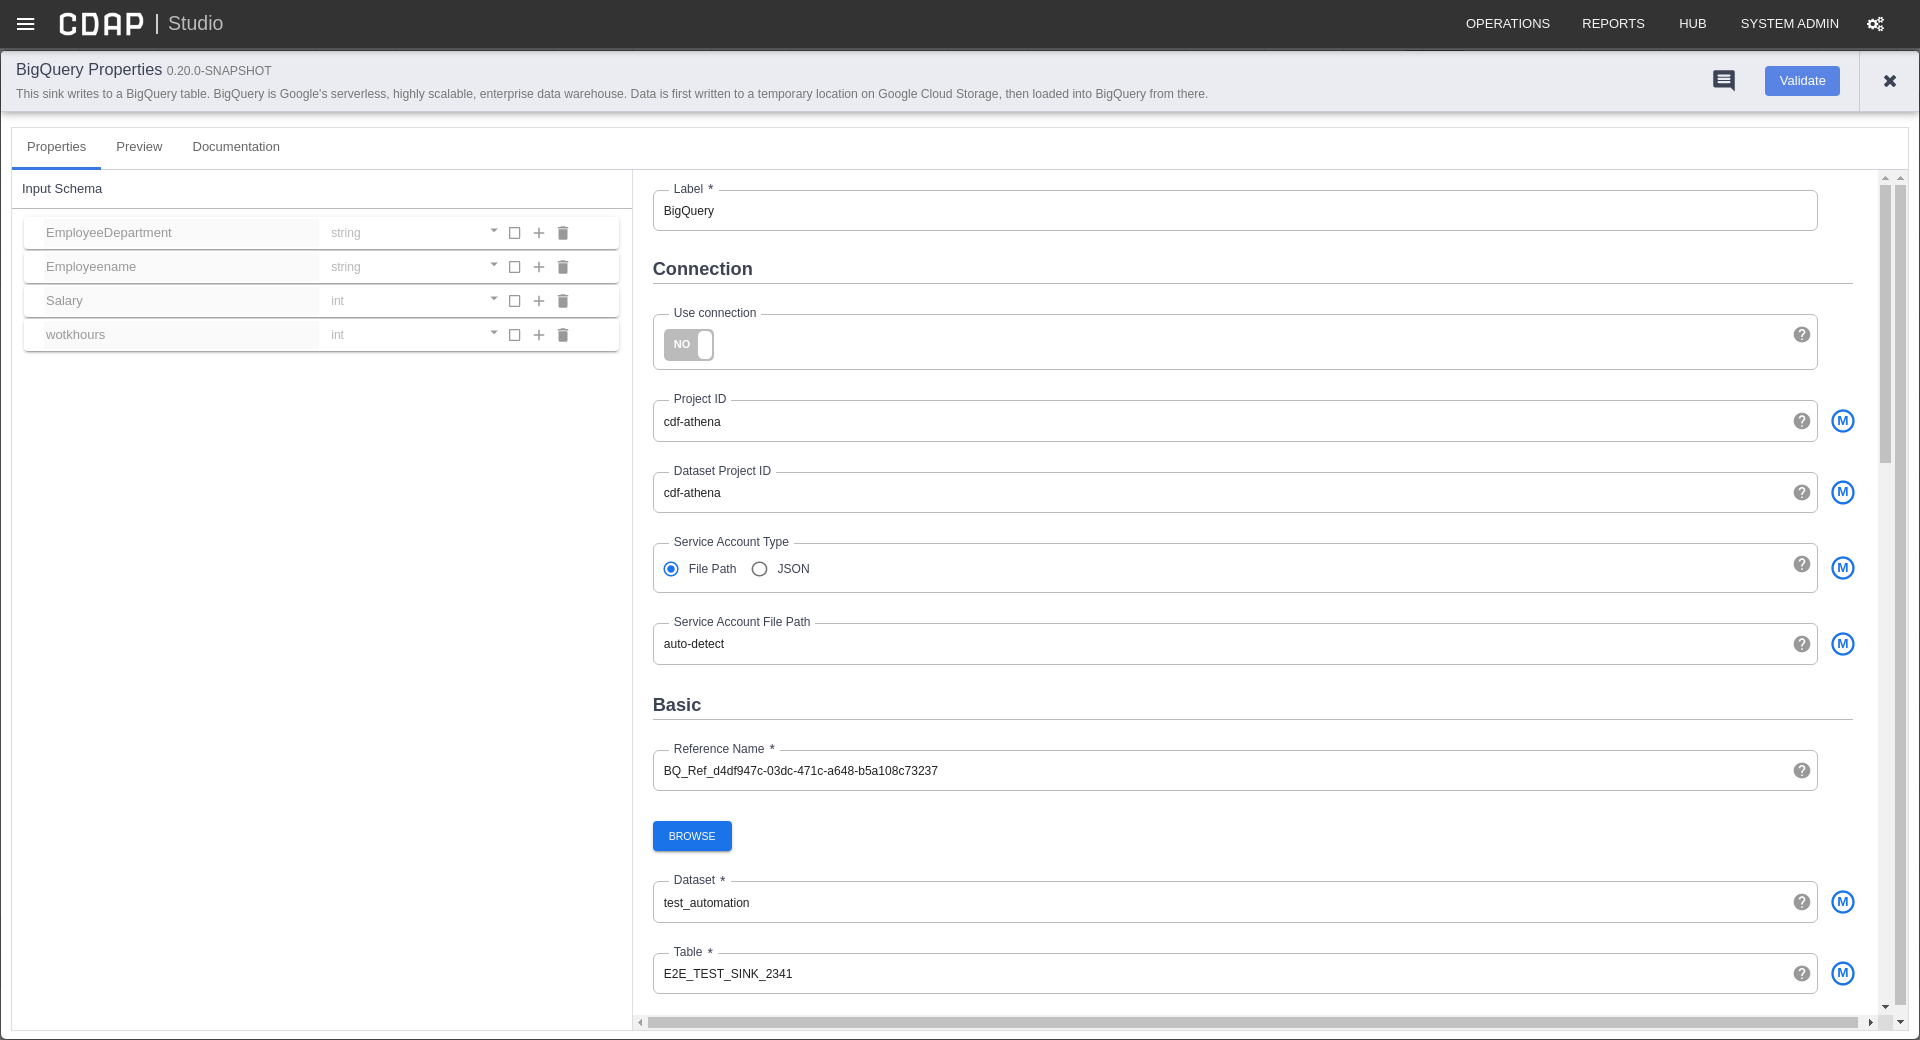 CDAP | Studio OPERATIONS REPORTS HUB SYSTEM ADMIN
BigQuery Properties 0.20.0-SNAPSHOT
This sink writes to a BigQuery table. BigQuery is Google's serverless, highly scalable, enterprise data warehouse. Data is first written to a temporary location on Google Cloud Storage, then loaded into BigQuery from there.
Validate
Properties Preview Documentation
Input Schema
EmployeeDepartment string
Employeename string
Salary int
wotkhours int
Label *
BigQuery
Connection
Use connection
NO
Project ID
cdf-athena
M
Dataset Project ID
cdf-athena
M
Service Account Type
File Path JSON
M
Service Account File Path
auto-detect
M
Basic
Reference Name *
BQ_Ref_d4df947c-03dc-471c-a648-b5a108c73237
BROWSE
Dataset *
test_automation
M
Table *
E2E_TEST_SINK_2341
M